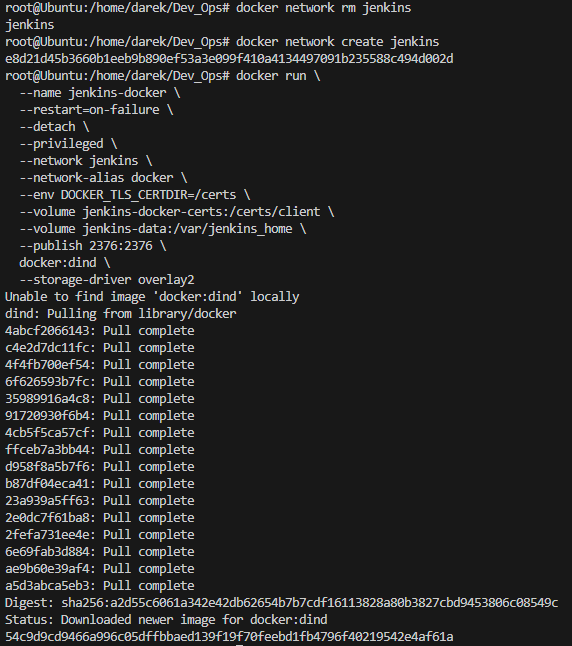 root@Ubuntu:/home/darek/Dev_Ops# docker network rm jenkins
jenkins
root@Ubuntu:/home/darek/Dev_Ops# docker network create jenkins
e8d21d45b3660b1eeb9b890ef53a3e099f410a4134497091b235588c494d002d
root@Ubuntu:/home/darek/Dev_Ops# docker run \
  --name jenkins-docker \
  --restart=on-failure \
  --detach \
  --privileged \
  --network jenkins \
  --network-alias docker \
  --env DOCKER_TLS_CERTDIR=/certs \
  --volume jenkins-docker-certs:/certs/client \
  --volume jenkins-data:/var/jenkins_home \
  --publish 2376:2376 \
  docker:dind \
  --storage-driver overlay2
Unable to find image 'docker:dind' locally
dind: Pulling from library/docker
4abcf2066143: Pull complete
c4e2d7dc11fc: Pull complete
4f4fb700ef54: Pull complete
6f626593b7fc: Pull complete
35989916a4c8: Pull complete
91720930f6b4: Pull complete
4cb5f5ca57cf: Pull complete
ffceb7a3bb44: Pull complete
d958f8a5b7f6: Pull complete
b87df04eca41: Pull complete
23a939a5ff63: Pull complete
2e0dc7f61ba8: Pull complete
2fefa731ee4e: Pull complete
6e69fab3d884: Pull complete
ae9b60e39af4: Pull complete
a5d3abca5eb3: Pull complete
Digest: sha256:a2d55c6061a342e42db62654b7b7cdf16113828a80b3827cbd9453806c08549c
Status: Downloaded newer image for docker:dind
54c9d9cd9466a996c05dffbbaed139f19f70feebd1fb4796f40219542e4af61a